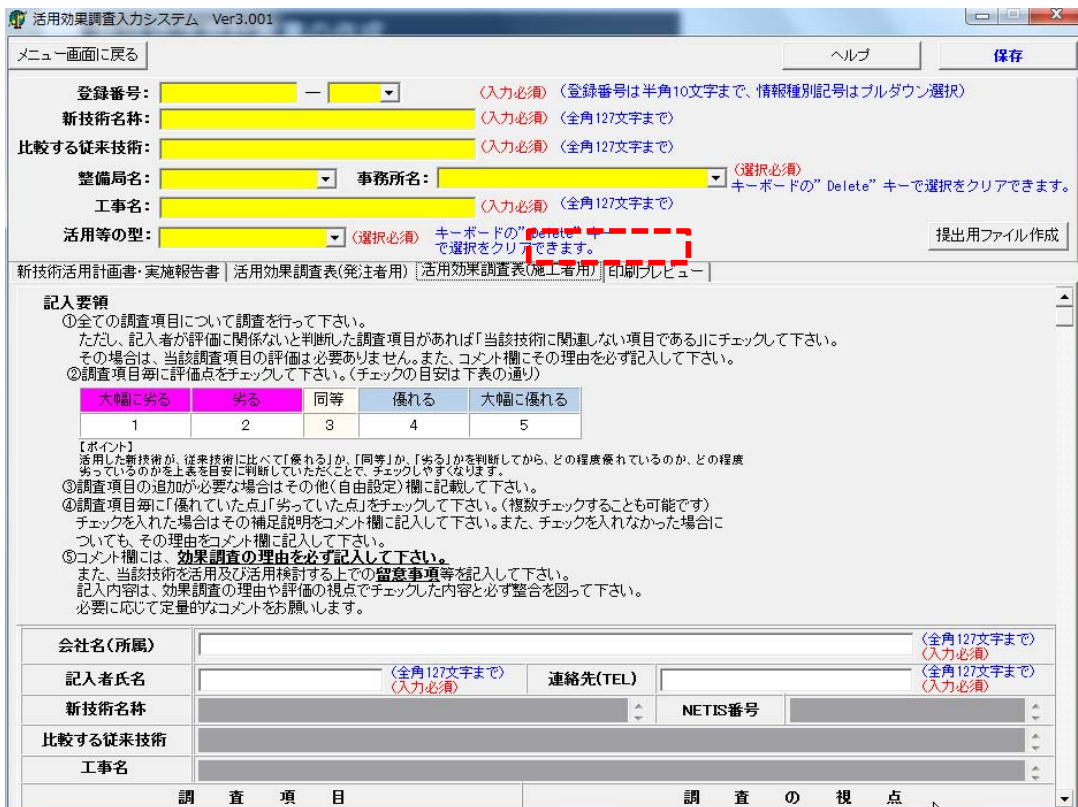 活用効果調査入力システム Ver3.001
メニュー画面に戻る ヘルプ 保存
登録番号： ― (入力必須) (登録番号は半角10文字まで、情報種別記号はプルダウン選択)
新技術名称： (入力必須) (全角127文字まで)
比較する従来技術： (入力必須) (全角127文字まで)
整備局名： 事務所名： (選択必須)
キーボードの”Delete”キーで選択をクリアできます。
工事名： (入力必須) (全角127文字まで)
活用等の型： (選択必須) キーボードの”Delete”キー
で選択をクリアできます。
提出用ファイル作成
新技術活用計画書・実施報告書 活用効果調査表(発注者用) 活用効果調査表(施工者用) 印刷プレビュー
記入要領
①全ての調査項目について調査を行って下さい。
ただし、記入者が評価に関係ないと判断した調査項目があれば「当該技術に関連しない項目である」にチェックして下さい。
その場合は、当該調査項目の評価は必要ありません。また、コメント欄にその理由を必ず記入して下さい。
②調査項目毎に評価点をチェックして下さい。(チェックの目安は下表の通り)
大幅に劣る 劣る 同等 優れる 大幅に優れる
1 2 3 4 5
【ポイント】
活用した新技術が、従来技術に比べて「優れる」か、「同等」か、「劣る」かを判断してから、どの程度優れているのか、どの程度
劣っているのかを上表を目安に判断していただくことで、チェックしやすくなります。
③調査項目の追加が必要な場合はその他(自由設定)欄に記載して下さい。
④調査項目毎に「優れていた点」「劣っていた点」をチェックして下さい。(複数チェックすることも可能です)
チェックを入れた場合はその補足説明をコメント欄に記入して下さい。また、チェックを入れなかった場合に
ついても、その理由をコメント欄に記入して下さい。
⑤コメント欄には、効果調査の理由を必ず記入して下さい。
また、当該技術を活用及び活用検討する上での留意事項等を記入して下さい。
記入内容は、効果調査の理由や評価の視点でチェックした内容と必ず整合を図って下さい。
必要に応じて定量的なコメントをお願いします。
会社名(所属) (全角127文字まで)
(入力必須)
記入者氏名 (全角127文字まで) 連絡先(TEL) (全角127文字まで)
(入力必須) (入力必須)
新技術名称 NETIS番号
比較する従来技術
工事名
調査項目 調査の視点